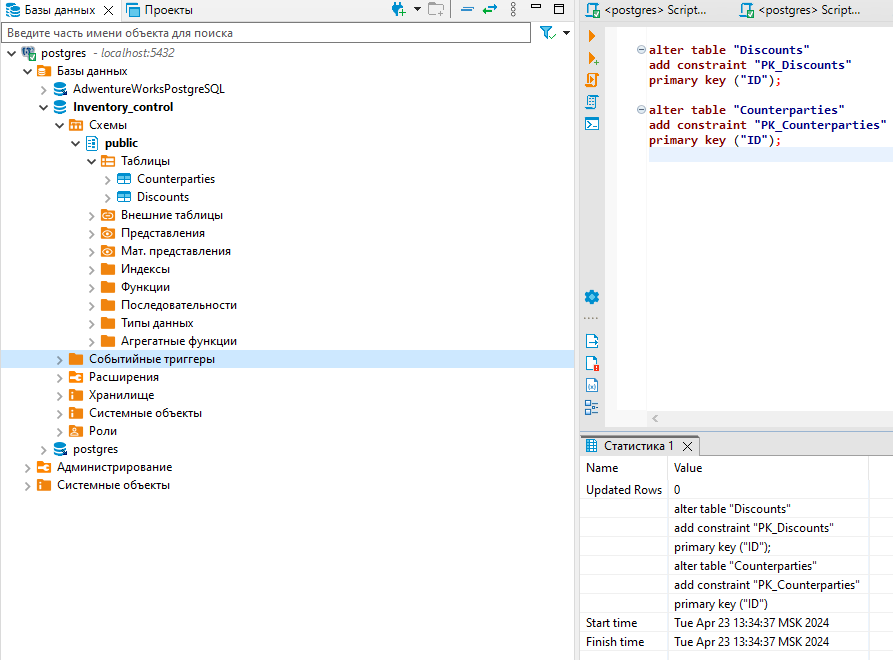 Базы данных
Проекты
Введите часть имени объекта для поиска
postgres - localhost:5432
Базы данных
AdwentureWorksPostgreSQL
Inventory_control
Схемы
public
Таблицы
Counterparties
Discounts
Внешние таблицы
Представления
Мат. представления
Индексы
Функции
Последовательности
Типы данных
Агрегатные функции
Событийные триггеры
Расширения
Хранилище
Системные объекты
Роли
postgres
Администрирование
Системные объекты
<postgres> Script...
<postgres> Script...
alter table "Discounts"
add constraint "PK_Discounts"
primary key ("ID");
alter table "Counterparties"
add constraint "PK_Counterparties"
primary key ("ID");
Статистика 1
Name Value
Updated Rows 0
alter table "Discounts"
add constraint "PK_Discounts"
primary key ("ID");
alter table "Counterparties"
add constraint "PK_Counterparties"
primary key ("ID")
Start time Tue Apr 23 13:34:37 MSK 2024
Finish time Tue Apr 23 13:34:37 MSK 2024